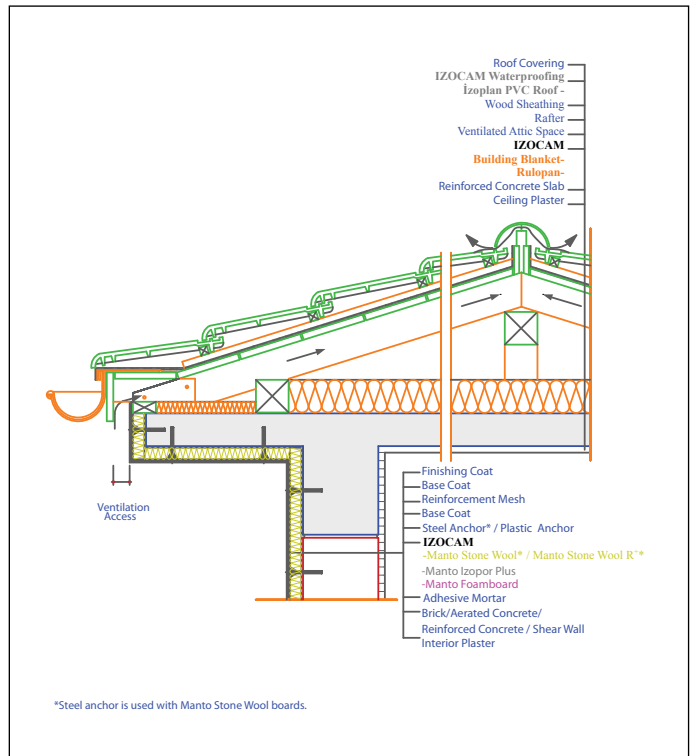 Roof Covering
IZOCAM Waterproofing
İzoplan PVC Roof -
Wood Sheathing
Rafter
Ventilated Attic Space
IZOCAM
Building Blanket-
Rulopan-
Reinforced Concrete Slab
Ceiling Plaster
Ventilation
Access
Finishing Coat
Base Coat
Reinforcement Mesh
Base Coat
Steel Anchor* / Plastic Anchor
IZOCAM
-Manto Stone Wool* / Manto Stone Wool R˜*
-Manto Izopor Plus
-Manto Foamboard
Adhesive Mortar
Brick/Aerated Concrete/
Reinforced Concrete / Shear Wall
Interior Plaster
*Steel anchor is used with Manto Stone Wool boards.